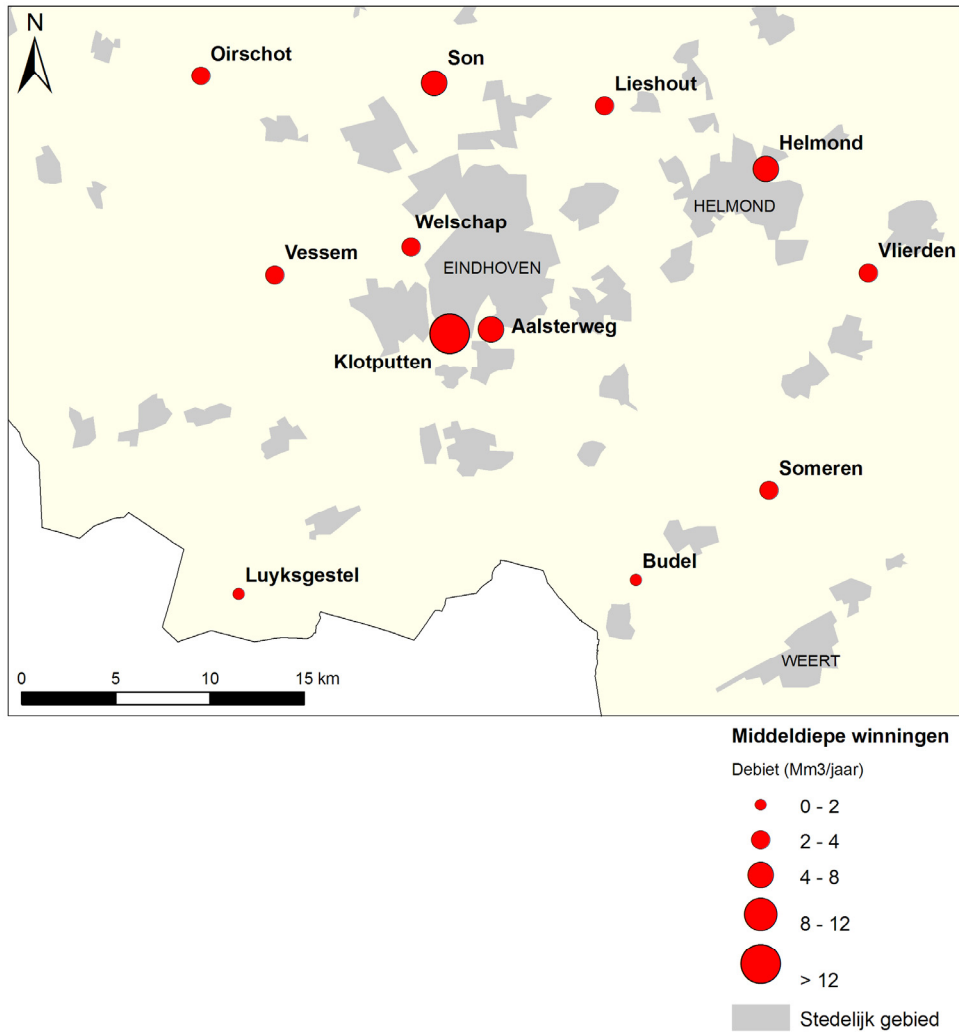 N
Oirschot
Son
Lieshout
Helmond
HELMOND
Welschap
Vessem
EINDHOVEN
Vlierden
Aalsterweg
Klotputten
Someren
Budel
Luyksgestel
WEERT
0 5 10 15 km
Middeldiepe winningen
Debiet (Mm3/jaar)
0 - 2
2 - 4
4 - 8
8 - 12
> 12
Stedelijk gebied